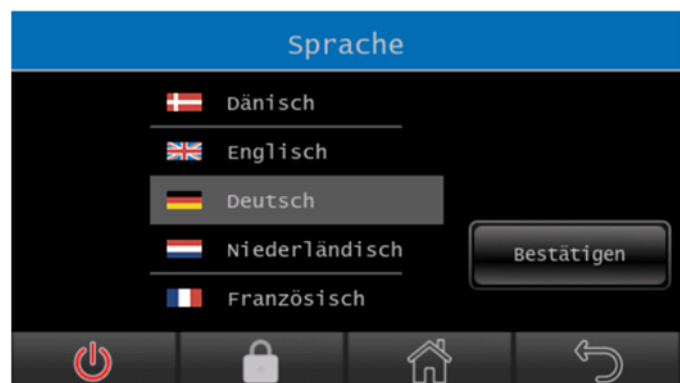 Sprache
Dänisch
Englisch
Deutsch
Niederländisch
Französisch
Bestätigen